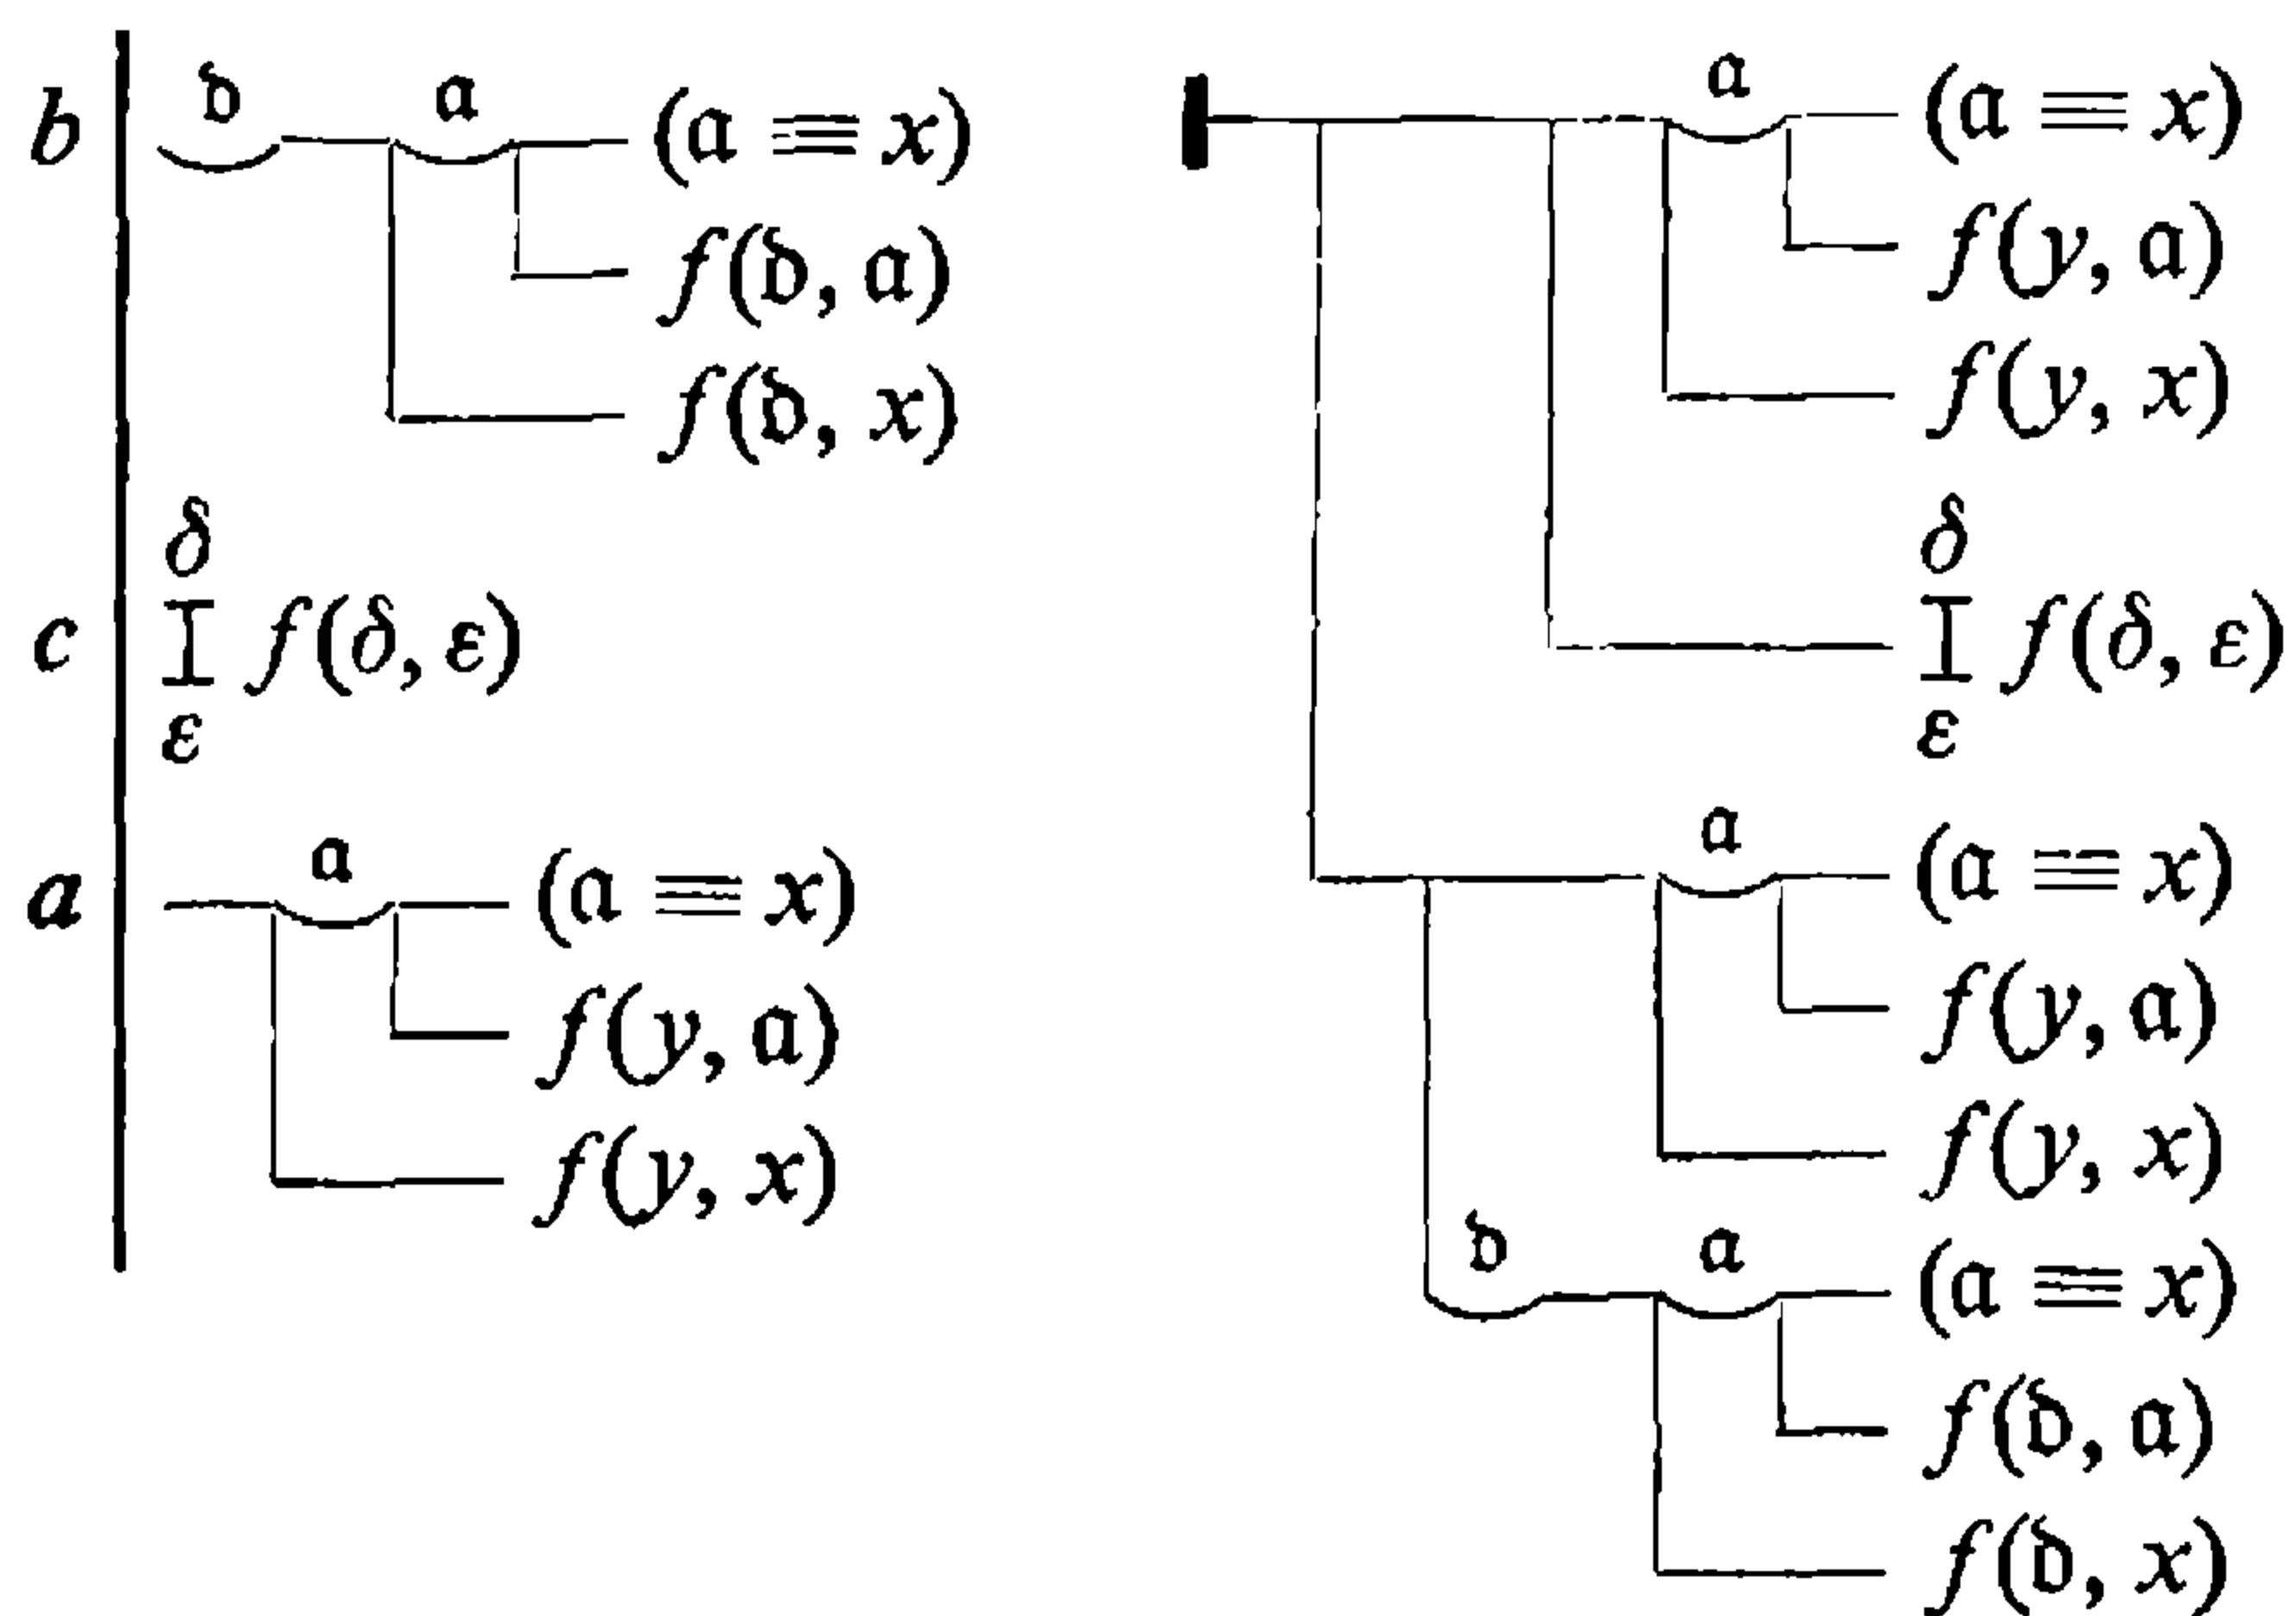 b 𝔡 𝔞 (𝔞 ≡ x)
f(𝔡, 𝔞)
f(𝔡, x)
δ
c I f(δ, ε)
ε
a 𝔞 (𝔞 ≡ x)
f(y, 𝔞)
f(y, x)
𝔞 (𝔞 ≡ x)
f(y, 𝔞)
f(y, x)
δ
I f(δ, ε)
ε
𝔞 (𝔞 ≡ x)
f(y, 𝔞)
f(y, x)
𝔡 𝔞 (𝔞 ≡ x)
f(𝔡, 𝔞)
f(𝔡, x)